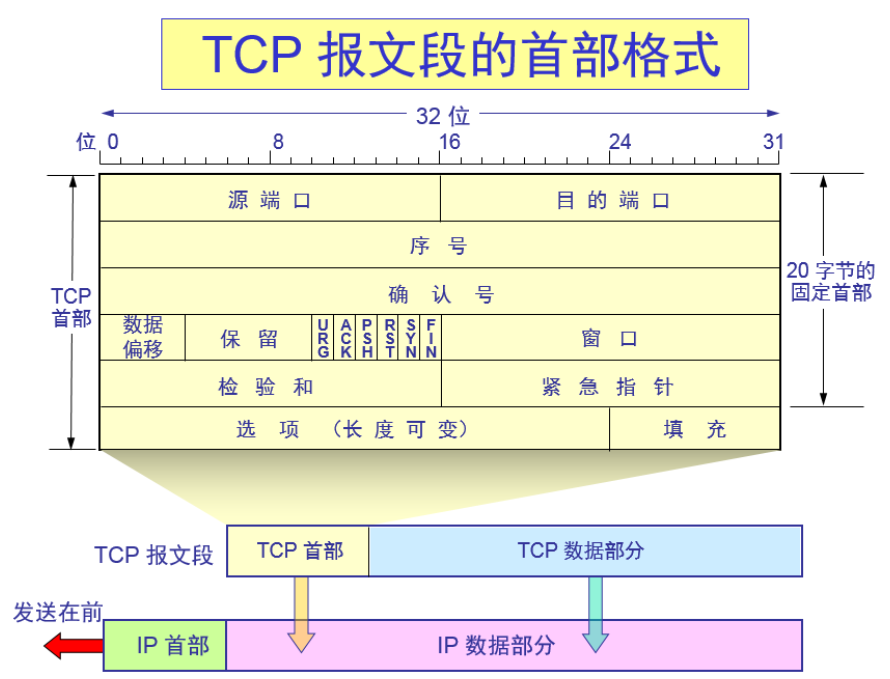 TCP 报文段的首部格式
32 位
位 0 8 16 24 31
源 端 口 目 的 端 口
序 号
20 字节的
固定首部
TCP
首部
确 认 号
数据
偏移
保 留
URG
ACK
PSH
RST
SYN
FIN
窗 口
检 验 和 紧 急 指 针
选 项 (长 度 可 变) 填 充
TCP 报文段 TCP 首部 TCP 数据部分
发送在前
IP 首部 IP 数据部分